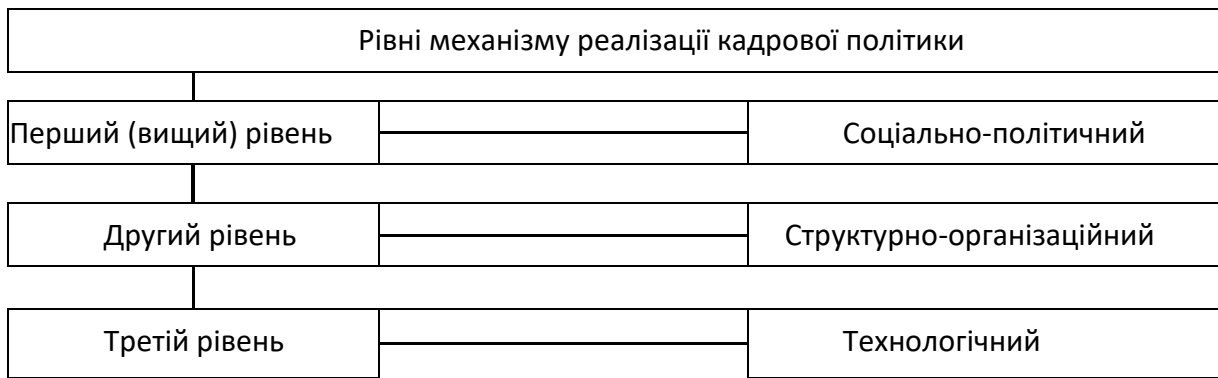 Рівні механізму реалізації кадрової політики
Перший (вищий) рівень
Соціально-політичний
Другий рівень
Структурно-організаційний
Третій рівень
Технологічний